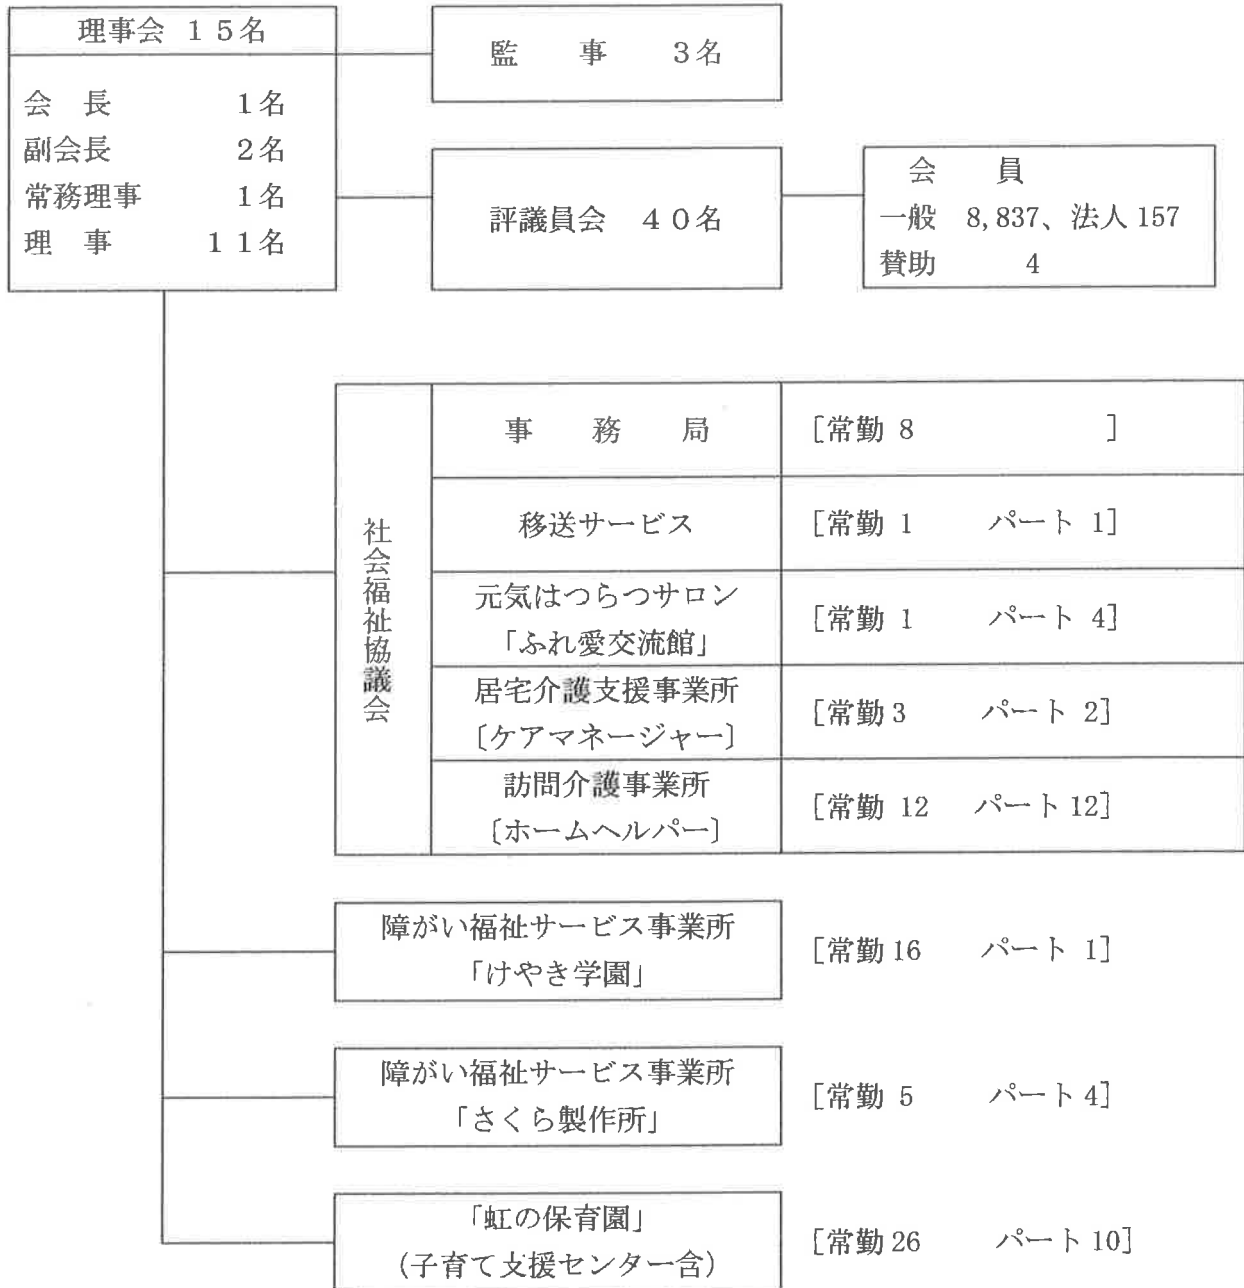 理事会 １５名
会　長　１名
副会長　２名
常務理事　１名
理　事　１１名
監　事　３名
評議員会　４０名
会　員
一般　8,837、法人 157
賛助　4
社会福祉協議会
事　務　局　［常勤 8　］
移送サービス　［常勤 1　パート 1］
元気はつらつサロン
「ふれ愛交流館」
［常勤 1　パート 4］
居宅介護支援事業所
〔ケアマネージャー〕
［常勤 3　パート 2］
訪問介護事業所
〔ホームヘルパー〕
［常勤 12　パート 12］
障がい福祉サービス事業所
「けやき学園」
［常勤 16　パート 1］
障がい福祉サービス事業所
「さくら製作所」
［常勤 5　パート 4］
「虹の保育園」
（子育て支援センター含）
［常勤 26　パート 10］